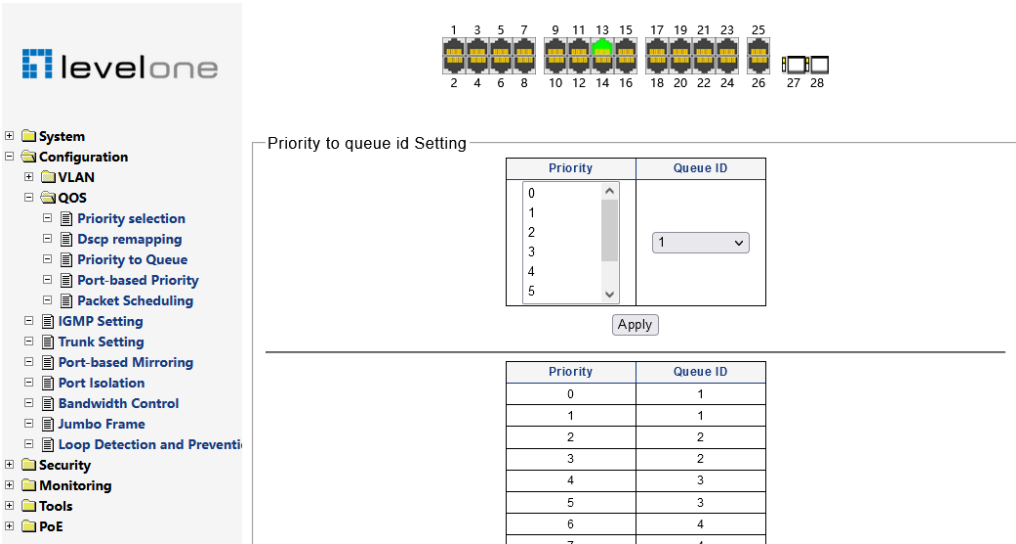 levelone
1 3 5 7 9 11 13 15 17 19 21 23 25
2 4 6 8 10 12 14 16 18 20 22 24 26 27 28
System
Configuration
VLAN
QOS
Priority selection
Dscp remapping
Priority to Queue
Port-based Priority
Packet Scheduling
IGMP Setting
Trunk Setting
Port-based Mirroring
Port Isolation
Bandwidth Control
Jumbo Frame
Loop Detection and Preventi
Security
Monitoring
Tools
PoE
Priority to queue id Setting
Priority Queue ID
0
1
2
3
4
5
1
Apply
Priority Queue ID
0 1
1 1
2 2
3 2
4 3
5 3
6 4